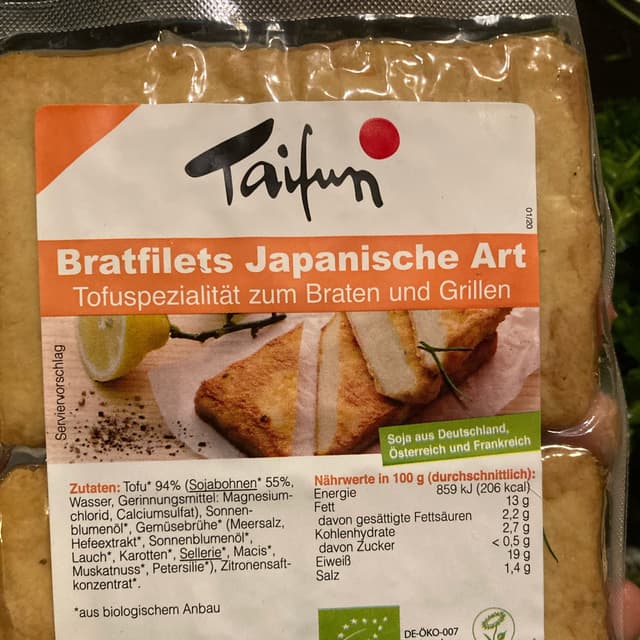 Taifun
01/20
Bratfilets Japanische Art
Tofuspezialität zum Braten und Grillen
Serviervorschlag
Soja aus Deutschland,
Österreich und Frankreich
Zutaten: Tofu* 94% (Sojabohnen* 55%,
Wasser, Gerinnungsmittel: Magnesium-
chlorid, Calciumsulfat), Sonnen-
blumenöl*, Gemüsebrühe* (Meersalz,
Hefeextrakt*, Sonnenblumenöl*,
Lauch*, Karotten*, Sellerie*, Macis*,
Muskatnuss*, Petersilie*), Zitronensaft-
konzentrat*.
*aus biologischem Anbau
Nährwerte in 100 g (durchschnittlich):
Energie 859 kJ (206 kcal)
Fett 13 g
davon gesättigte Fettsäuren 2,2 g
Kohlenhydrate 2,7 g
davon Zucker < 0,5 g
Eiweiß 19 g
Salz 1,4 g
DE-ÖKO-007